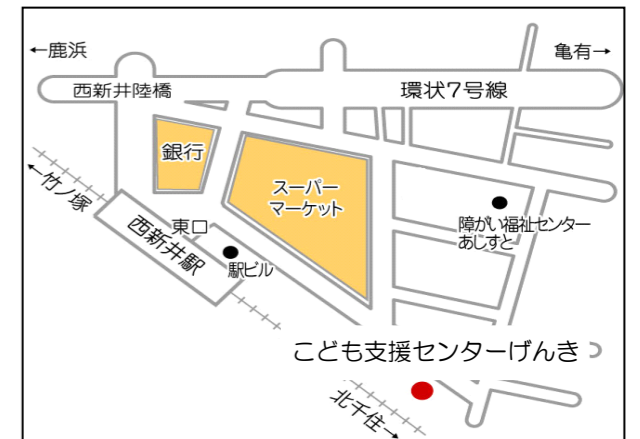 ←鹿浜
亀有→
西新井陸橋
環状7号線
銀行
スーパー
マーケット
←竹ノ塚
西新井駅
東口
駅ビル
障がい福祉センター
あしすと
こども支援センターげんき
北千住→